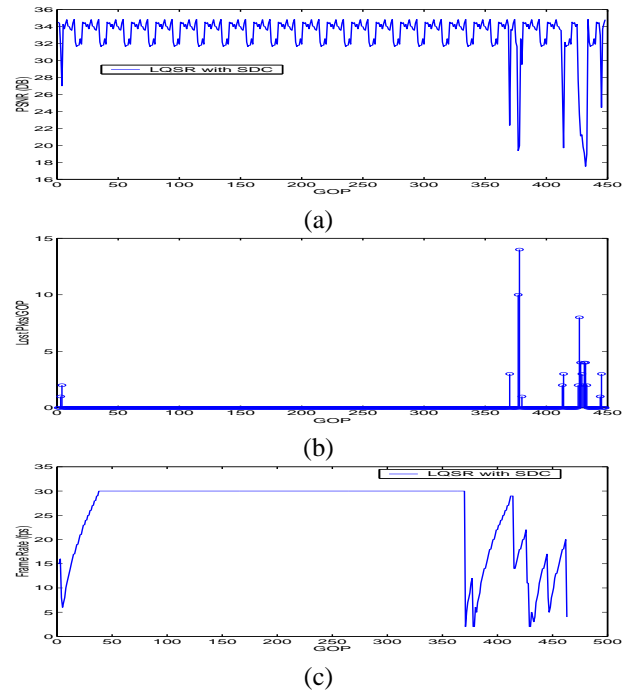 36
34
32
30
28
26
24
22
20
18
16
PSNR (DB)
LQSR with SDC
0 50 100 150 200 250 300 350 400 450
GOP
(a)
15
10
5
0
Lost Pkts/GOP
0 50 100 150 200 250 300 350 400 450
GOP
(b)
35
30
25
20
15
10
5
0
Frame Rate (fps)
LQSR with SDC
0 50 100 150 200 250 300 350 400 450 500
GOP
(c)